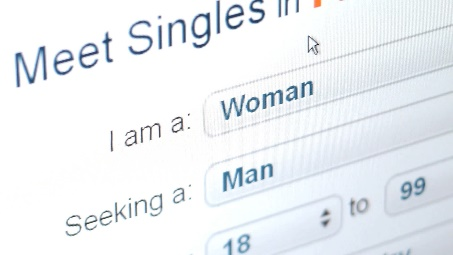 Meet Singles in
I am a: Woman
Seeking a: Man
18 to 99